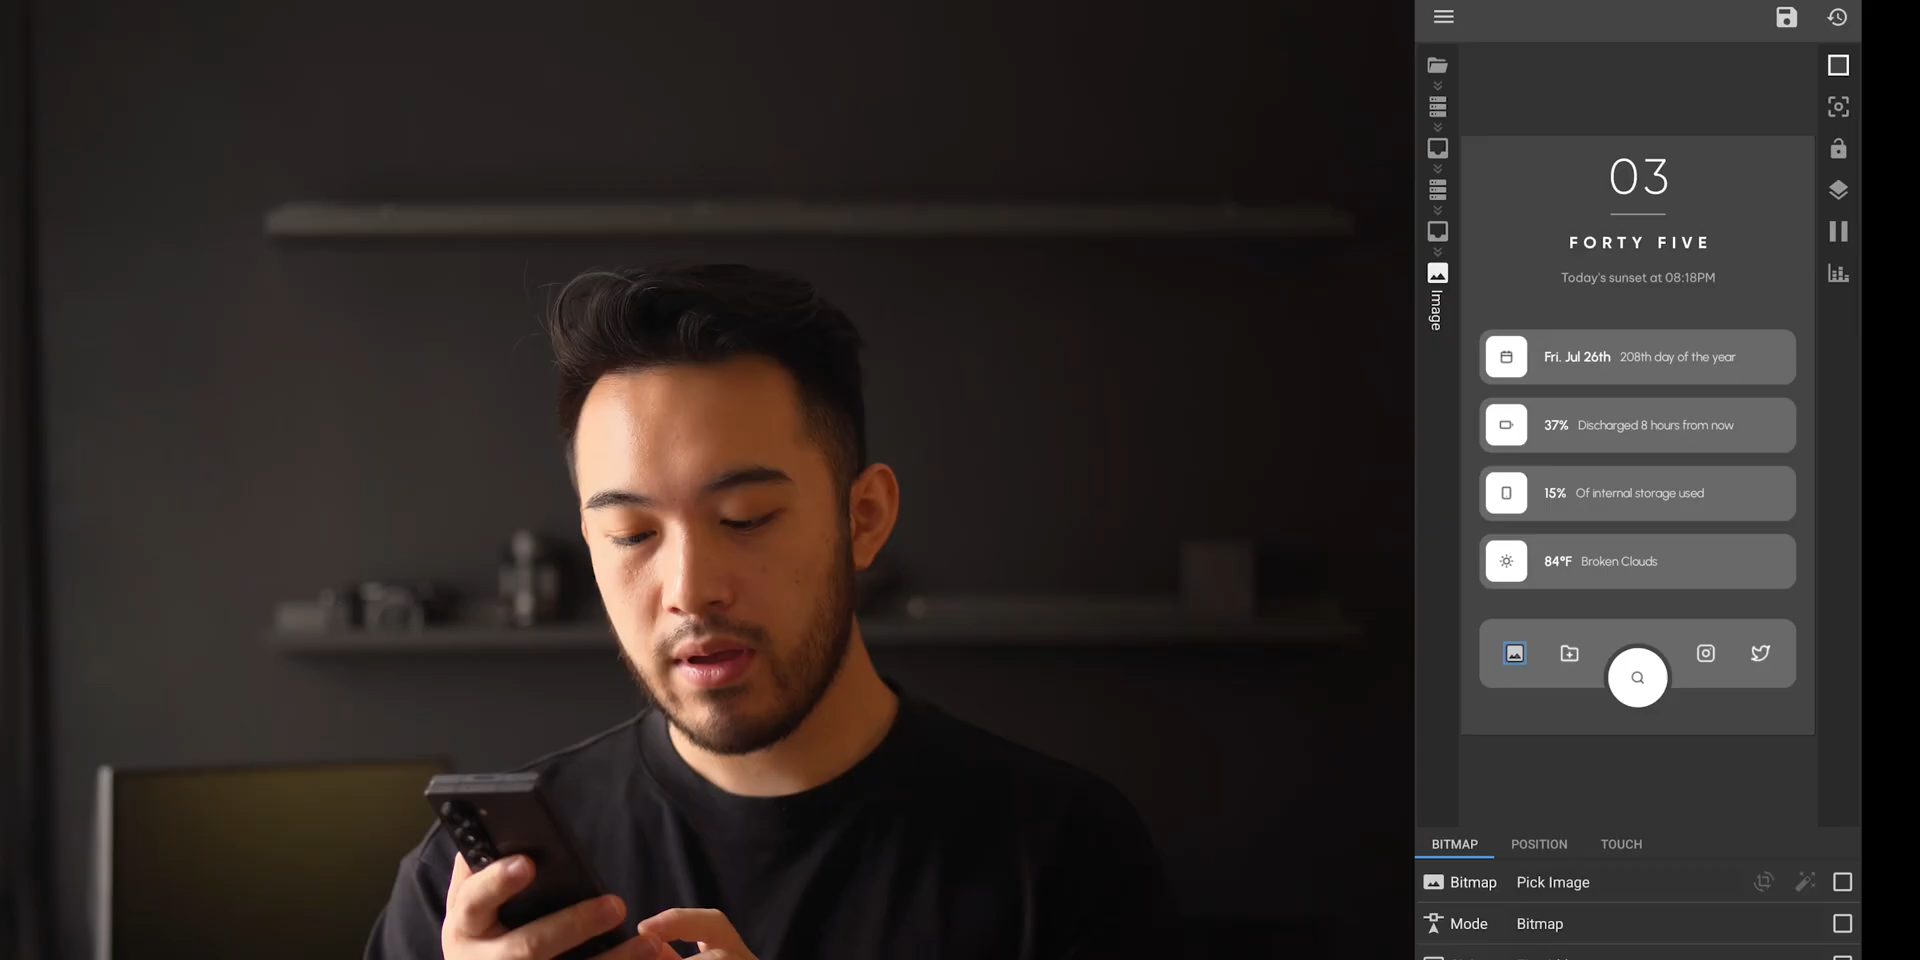 03
FORTY FIVE
Today's sunset at 08:18PM
Image
Fri. Jul 26th 208th day of the year
37% Discharged 8 hours from now
15% Of internal storage used
84°F Broken Clouds
BITMAP POSITION TOUCH
Bitmap Pick Image
Mode Bitmap